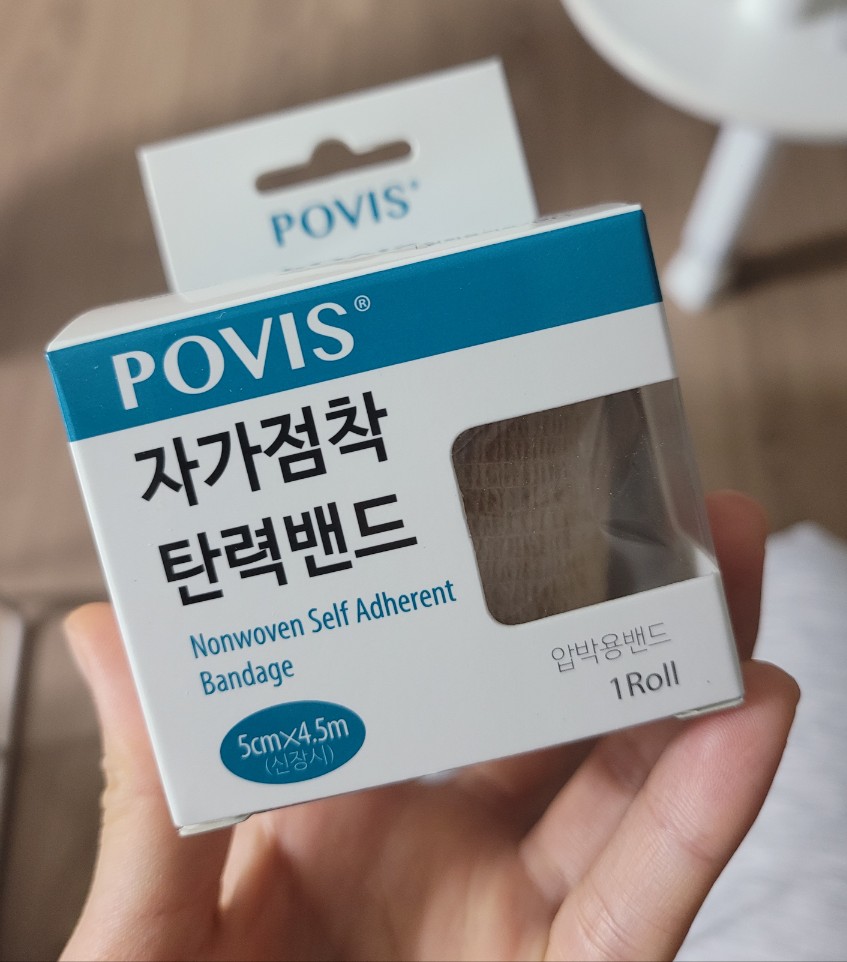 POVIS®
POVIS®
자가점착
탄력밴드
Nonwoven Self Adherent
Bandage
5cm×4.5m
(신장시)
압박용밴드
1Roll